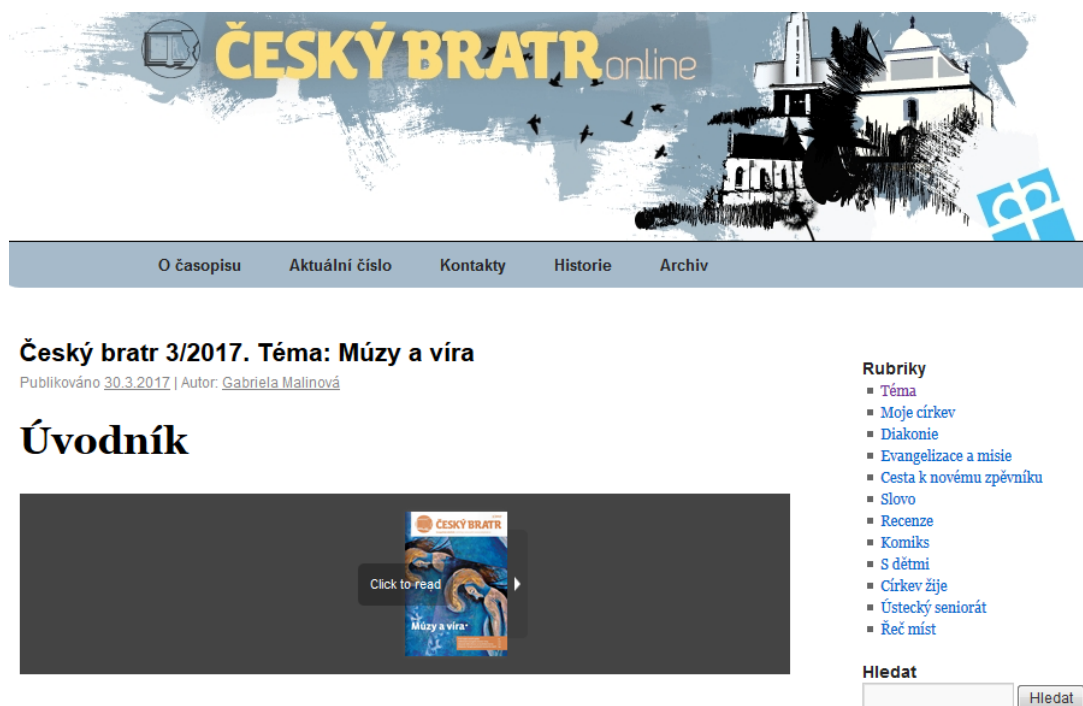 ČESKÝ BRATR online
O časopisu Aktuální číslo Kontakty Historie Archiv
Český bratr 3/2017. Téma: Múzy a víra
Publikováno 30.3.2017 | Autor: Gabriela Malinová
Úvodník
ČESKÝ BRATR
Click to read
Múzy a víra
Rubriky
Téma
Moje církev
Diakonie
Evangelizace a misie
Cesta k novému zpěvníku
Slovo
Recenze
Komiks
S dětmi
Církev žije
Ústecký seniorát
Řeč míst
Hledat
Hledat